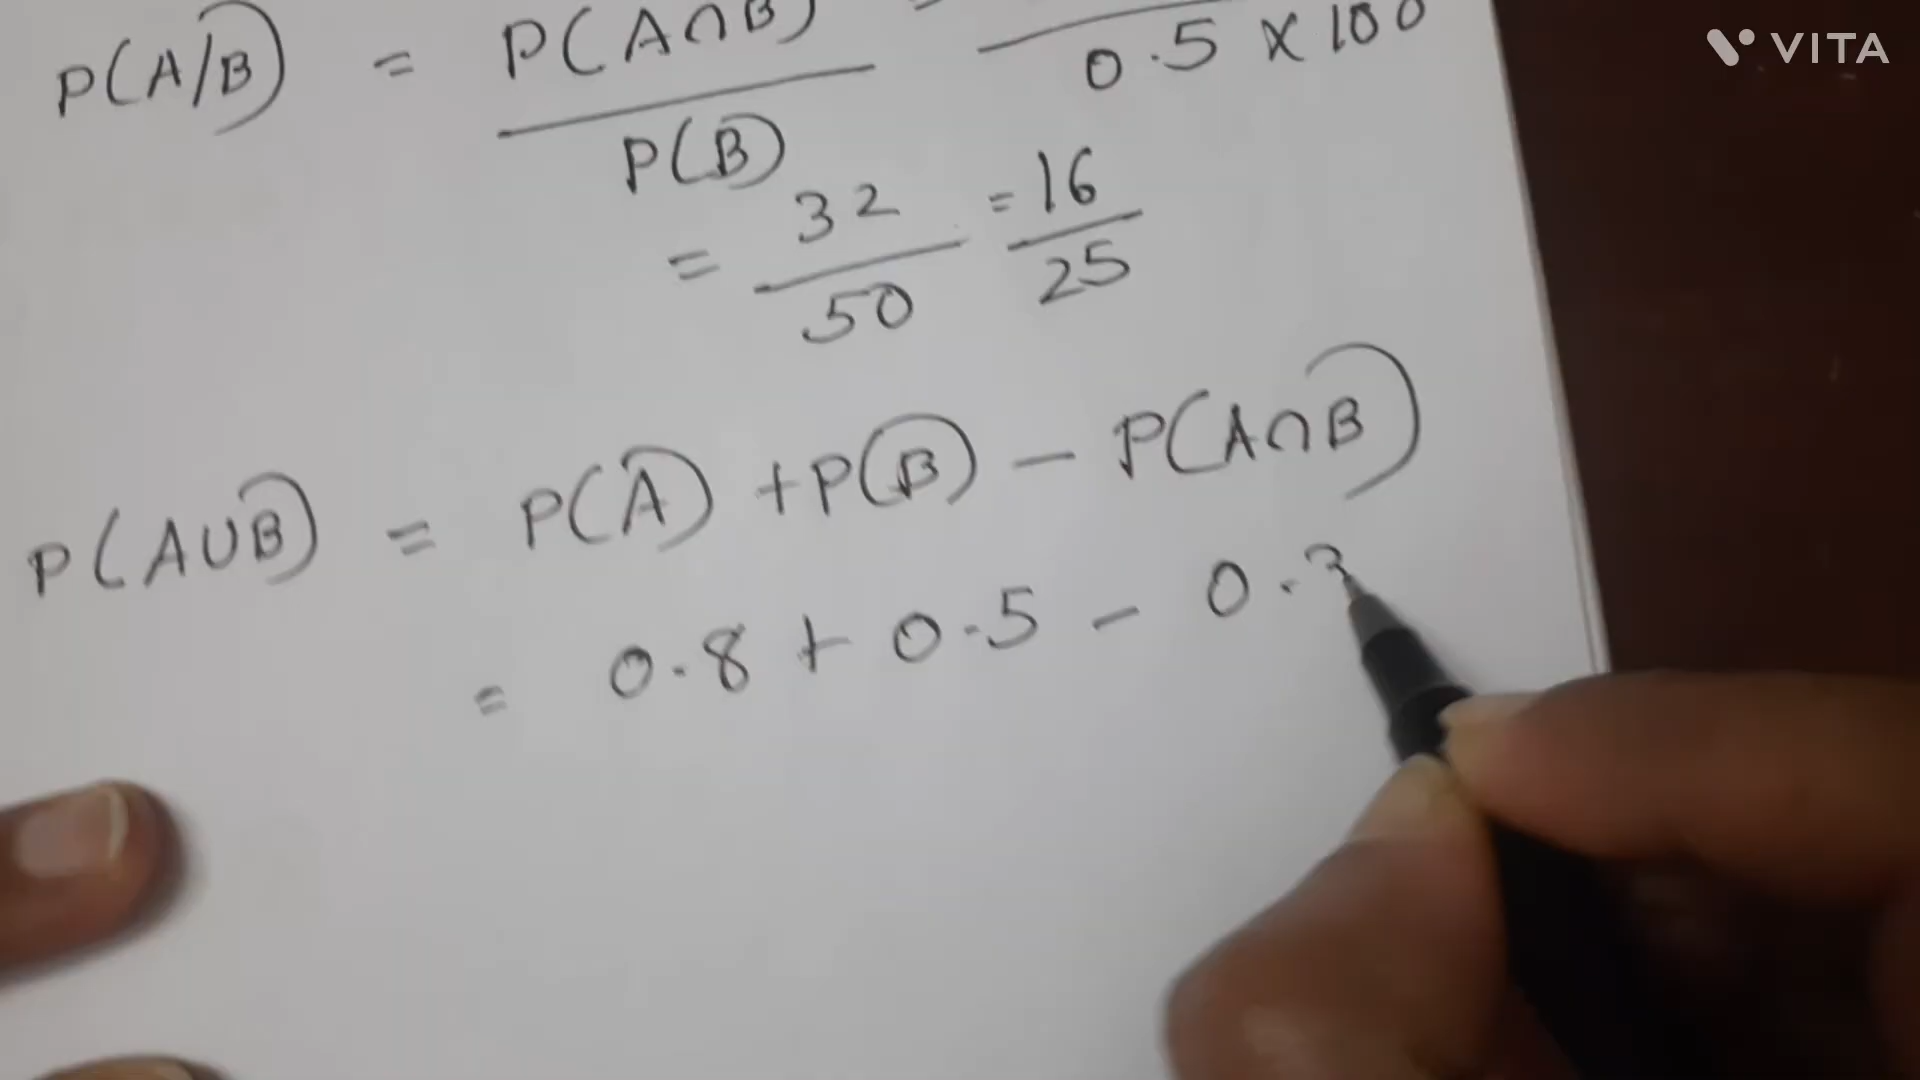 VITA
P(A/B) = P(A∩B) =
P(B)
0.5 × 100
= 32/50 = 16/25
P(A∪B) = P(A) + P(B) − P(A∩B)
= 0.8 + 0.5 − 0.3